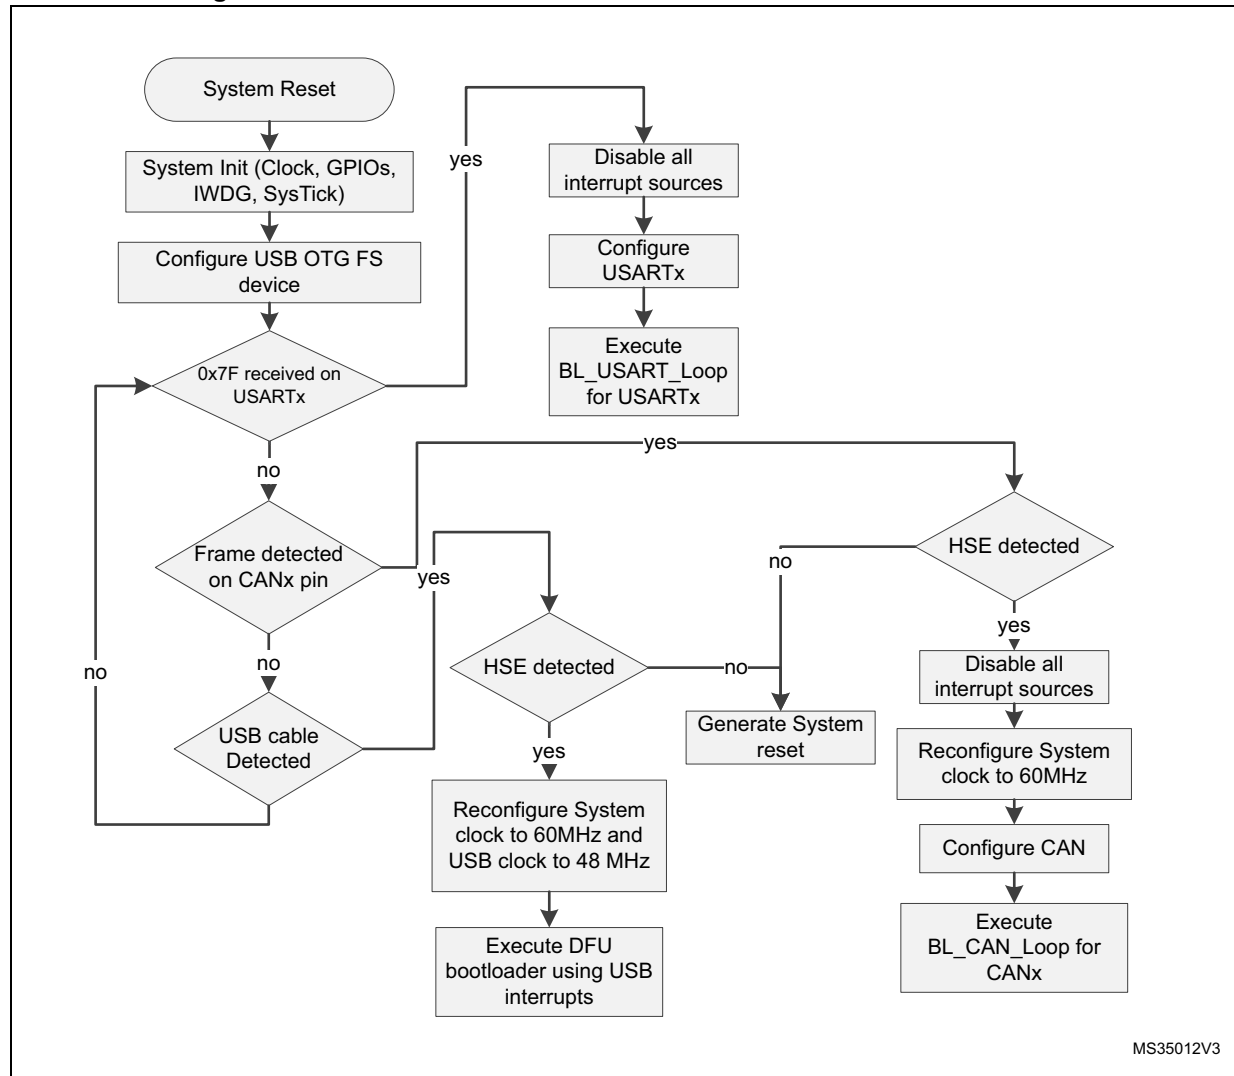 System Reset
System Init (Clock, GPIOs,
IWDG, SysTick)
Configure USB OTG FS
device
0x7F received on
USARTx
yes
Disable all
interrupt sources
Configure
USARTx
Execute
BL_USART_Loop
for USARTx
no
Frame detected
on CANx pin
yes
HSE detected
no
yes
Disable all
interrupt sources
Reconfigure System
clock to 60MHz
Configure CAN
Execute
BL_CAN_Loop for
CANx
no
USB cable
Detected
no
yes
HSE detected
no
Generate System
reset
yes
Reconfigure System
clock to 60MHz and
USB clock to 48 MHz
Execute DFU
bootloader using USB
interrupts
MS35012V3